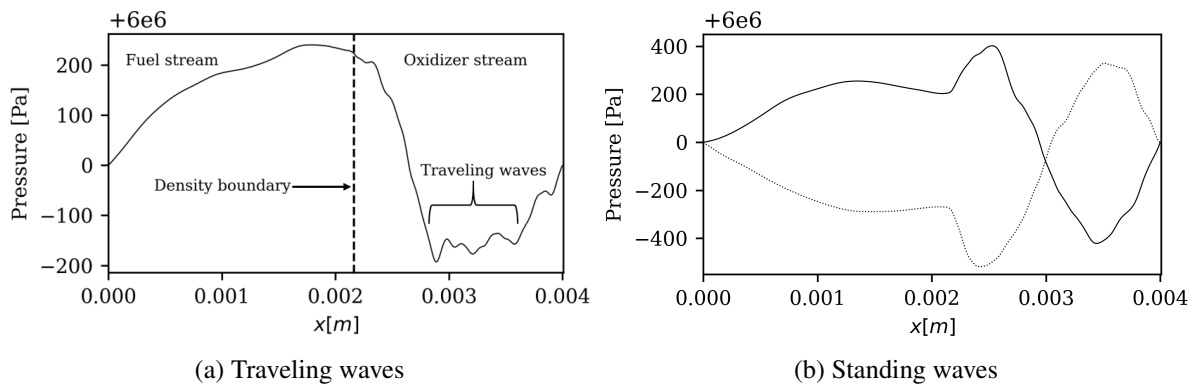 +6e6
Pressure [Pa]
200
100
0
−100
−200
Fuel stream
Oxidizer stream
Density boundary
Traveling waves
0.000
0.001
0.002
0.003
0.004
x[m]
(a) Traveling waves
+6e6
Pressure [Pa]
400
200
0
−200
−400
0.000
0.001
0.002
0.003
0.004
x[m]
(b) Standing waves